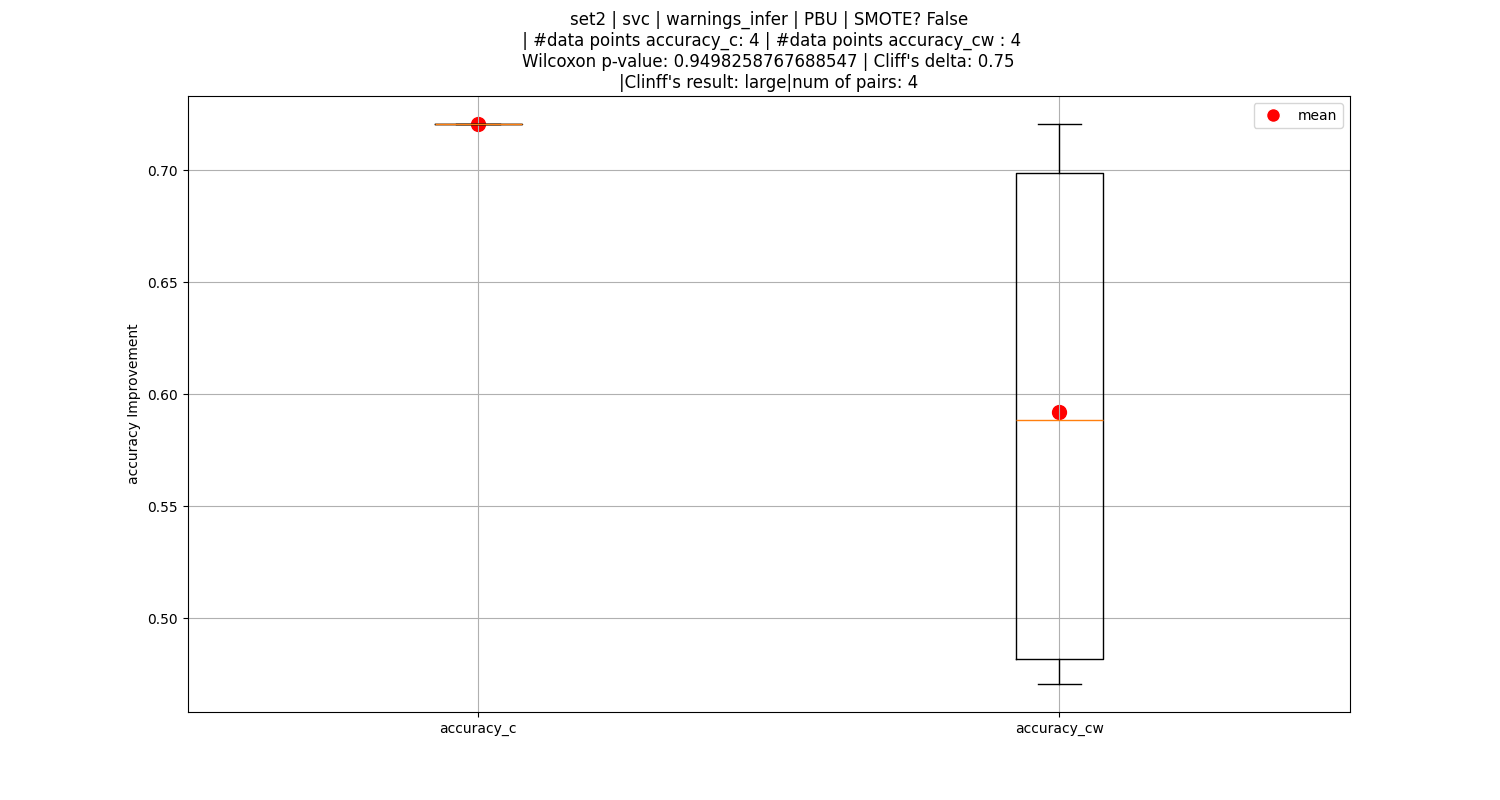 set2 | svc | warnings_infer | PBU | SMOTE? False
| #data points accuracy_c: 4 | #data points accuracy_cw : 4
Wilcoxon p-value: 0.9498258767688547 | Cliff's delta: 0.75
|Clinff's result: large|num of pairs: 4
mean
0.70
0.65
0.60
0.55
0.50
accuracy Improvement
accuracy_c
accuracy_cw